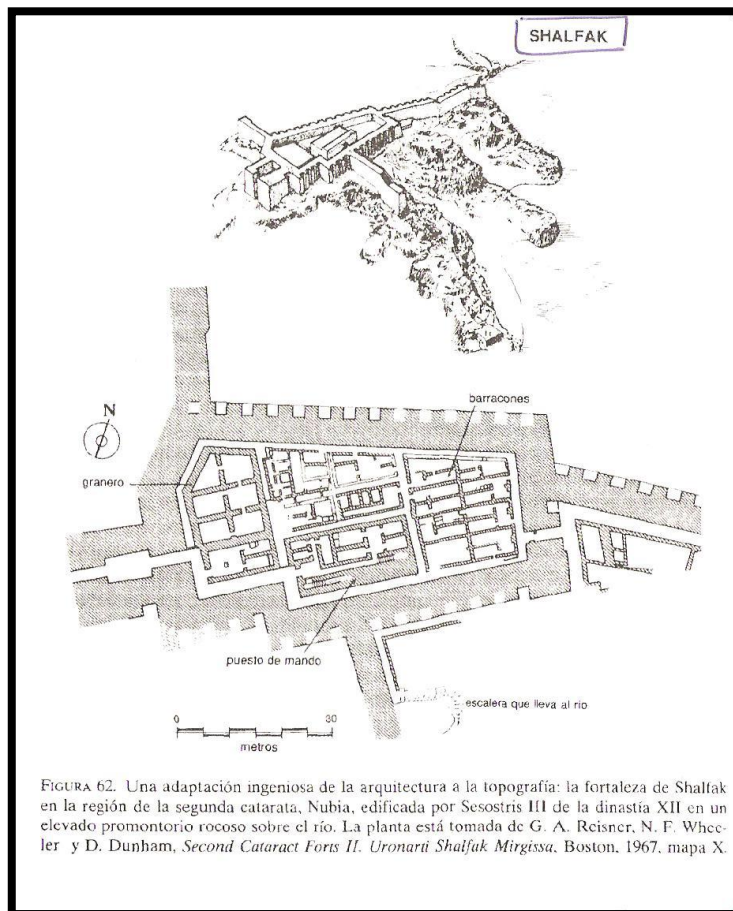 SHALFAK
barracones
N
granero
puesto de mando
escalera que lleva al río
0 30
metros
FIGURA 62. Una adaptación ingeniosa de la arquitectura a la topografía: la fortaleza de Shalfak
en la región de la segunda catarata, Nubia, edificada por Sesostris III de la dinastía XII en un
elevado promontorio rocoso sobre el río. La planta está tomada de G. A. Reisner, N. F. Whee-
ler y D. Dunham, Second Cataract Forts II. Uronarti Shalfak Mirgissa, Boston, 1967, mapa X.